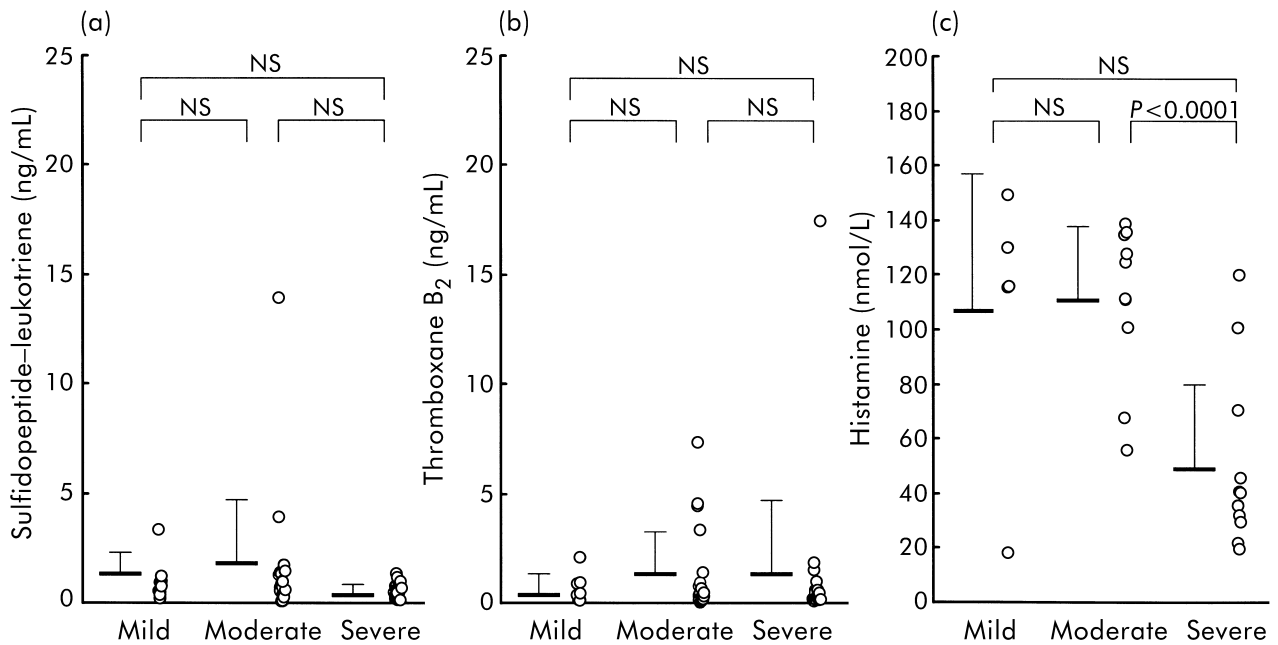 (a)
Sulfidopeptide–leukotriene (ng/mL)
25
20
15
10
5
0
NS
NS
NS
Mild
Moderate
Severe
(b)
Thromboxane B2 (ng/mL)
25
20
15
10
5
0
NS
NS
NS
Mild
Moderate
Severe
(c)
Histamine (nmol/L)
200
180
160
140
120
100
80
60
40
20
0
NS
NS
P<0.0001
Mild
Moderate
Severe